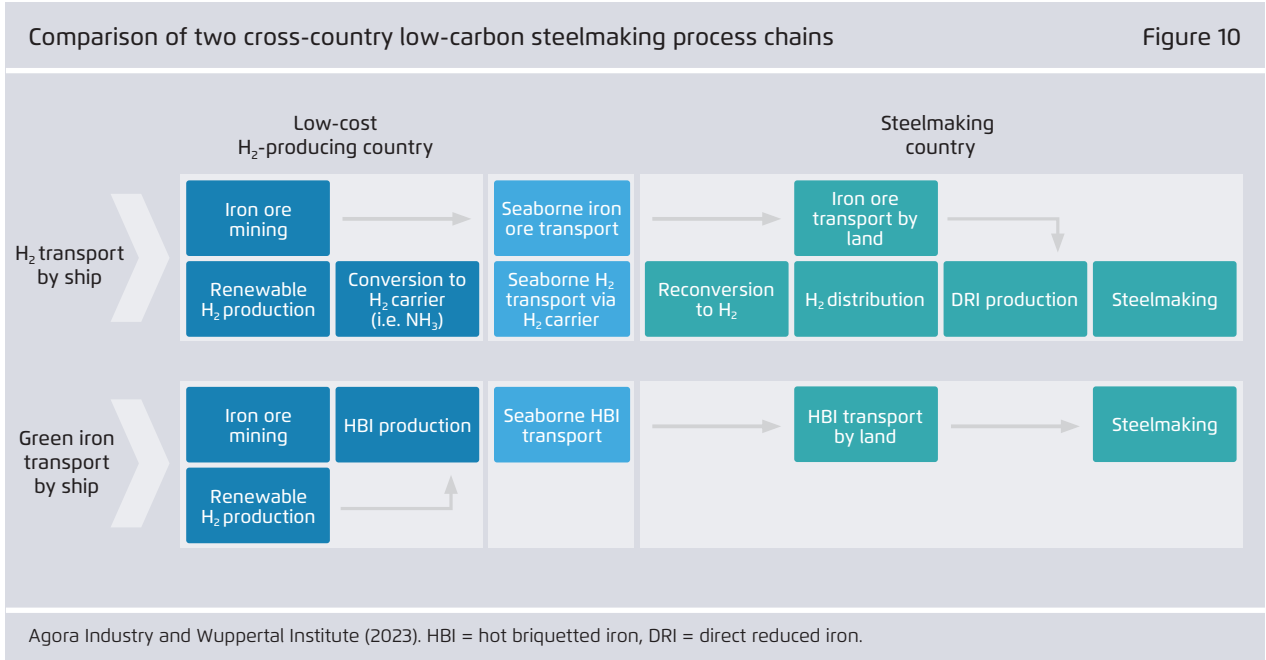 Comparison of two cross-country low-carbon steelmaking process chains
Figure 10
Low-cost
H₂-producing country
Steelmaking
country
H₂ transport
by ship
Iron ore
mining
Seaborne iron
ore transport
Iron ore
transport by
land
Renewable
H₂ production
Conversion to
H₂ carrier
(i.e. NH₃)
Seaborne H₂
transport via
H₂ carrier
Reconversion
to H₂
H₂ distribution
DRI production
Steelmaking
Green iron
transport
by ship
Iron ore
mining
HBI production
Seaborne HBI
transport
HBI transport
by land
Steelmaking
Renewable
H₂ production
Agora Industry and Wuppertal Institute (2023). HBI = hot briquetted iron, DRI = direct reduced iron.